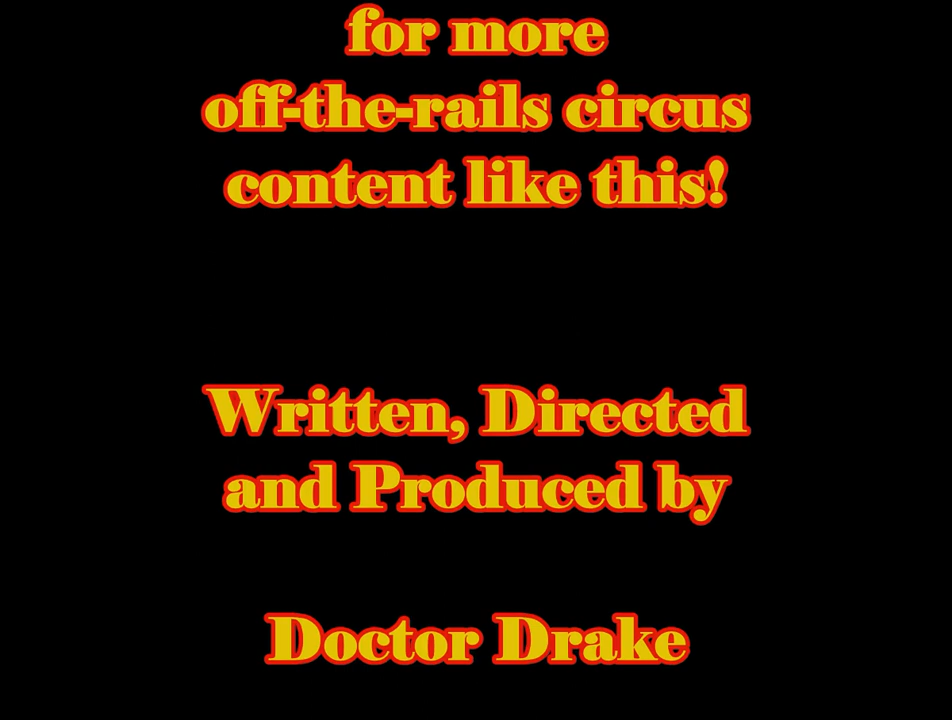 for more
off-the-rails circus
content like this!
Written, Directed
and Produced by
Doctor Drake